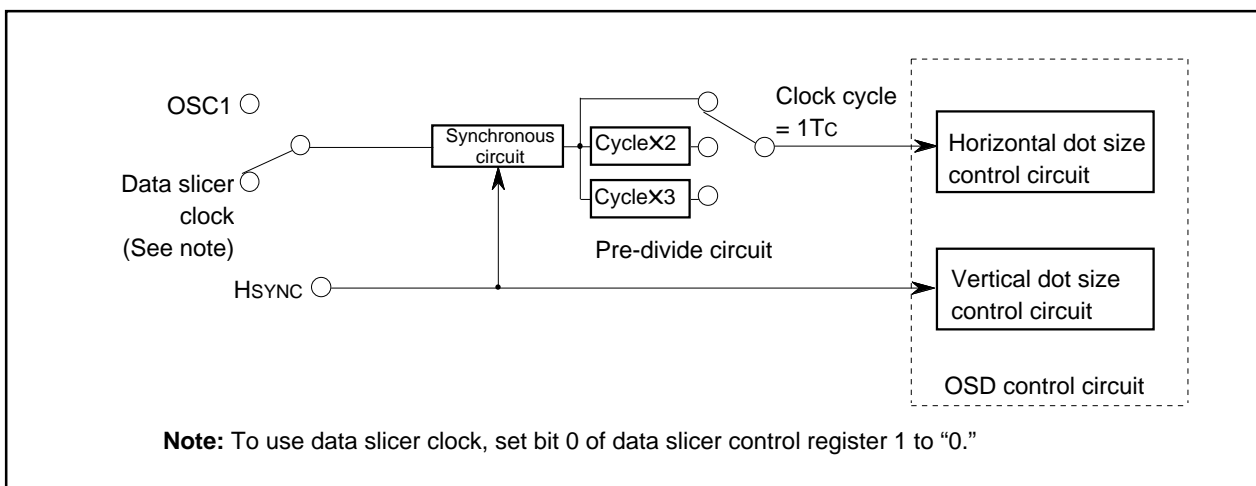 OSC1
Data slicer
clock
(See note)
HSYNC
Synchronous
circuit
Cycle×2
Cycle×3
Pre-divide circuit
Clock cycle
= 1TC
Horizontal dot size
control circuit
Vertical dot size
control circuit
OSD control circuit
Note: To use data slicer clock, set bit 0 of data slicer control register 1 to “0.”